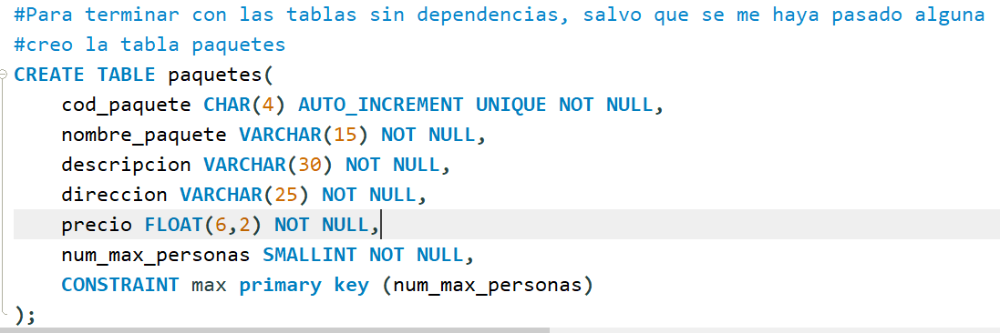 #Para terminar con las tablas sin dependencias, salvo que se me haya pasado alguna
#creo la tabla paquetes
CREATE TABLE paquetes(
    cod_paquete CHAR(4) AUTO_INCREMENT UNIQUE NOT NULL,
    nombre_paquete VARCHAR(15) NOT NULL,
    descripcion VARCHAR(30) NOT NULL,
    direccion VARCHAR(25) NOT NULL,
    precio FLOAT(6,2) NOT NULL,
    num_max_personas SMALLINT NOT NULL,
    CONSTRAINT max primary key (num_max_personas)
);